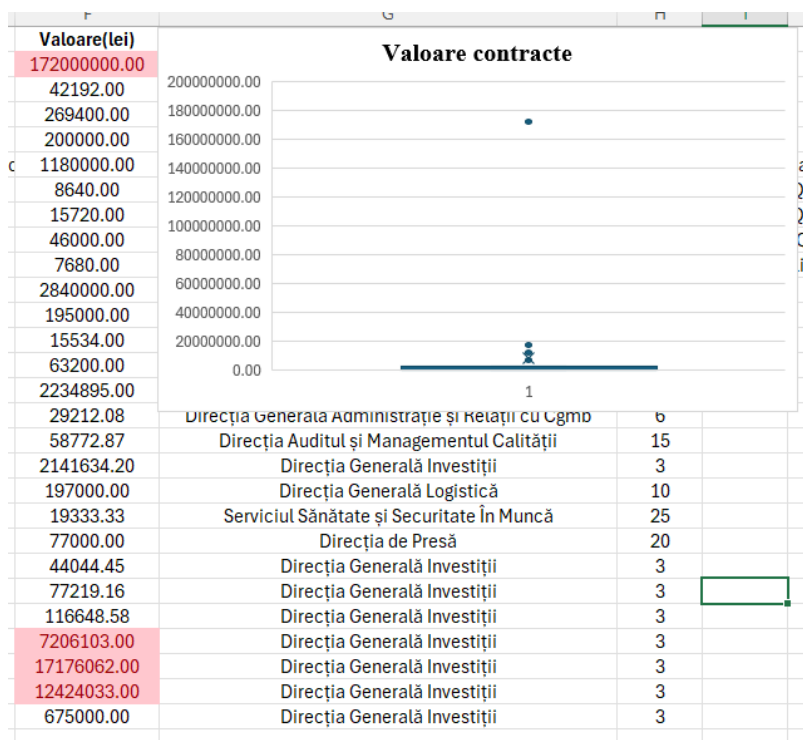 F G H I
Valoare(lei)
172000000.00
42192.00
269400.00
200000.00
1180000.00
8640.00
15720.00
46000.00
7680.00
2840000.00
195000.00
15534.00
63200.00
2234895.00
Valoare contracte
200000000.00
180000000.00
160000000.00
140000000.00
120000000.00
100000000.00
80000000.00
60000000.00
40000000.00
20000000.00
0.00
1
29212.08 Direcția Generală Administrație și Relații cu Cgmb 6
58772.87 Direcția Auditul și Managementul Calității 15
2141634.20 Direcția Generală Investiții 3
197000.00 Direcția Generală Logistică 10
19333.33 Serviciul Sănătate și Securitate În Muncă 25
77000.00 Direcția de Presă 20
44044.45 Direcția Generală Investiții 3
77219.16 Direcția Generală Investiții 3
116648.58 Direcția Generală Investiții 3
7206103.00 Direcția Generală Investiții 3
17176062.00 Direcția Generală Investiții 3
12424033.00 Direcția Generală Investiții 3
675000.00 Direcția Generală Investiții 3